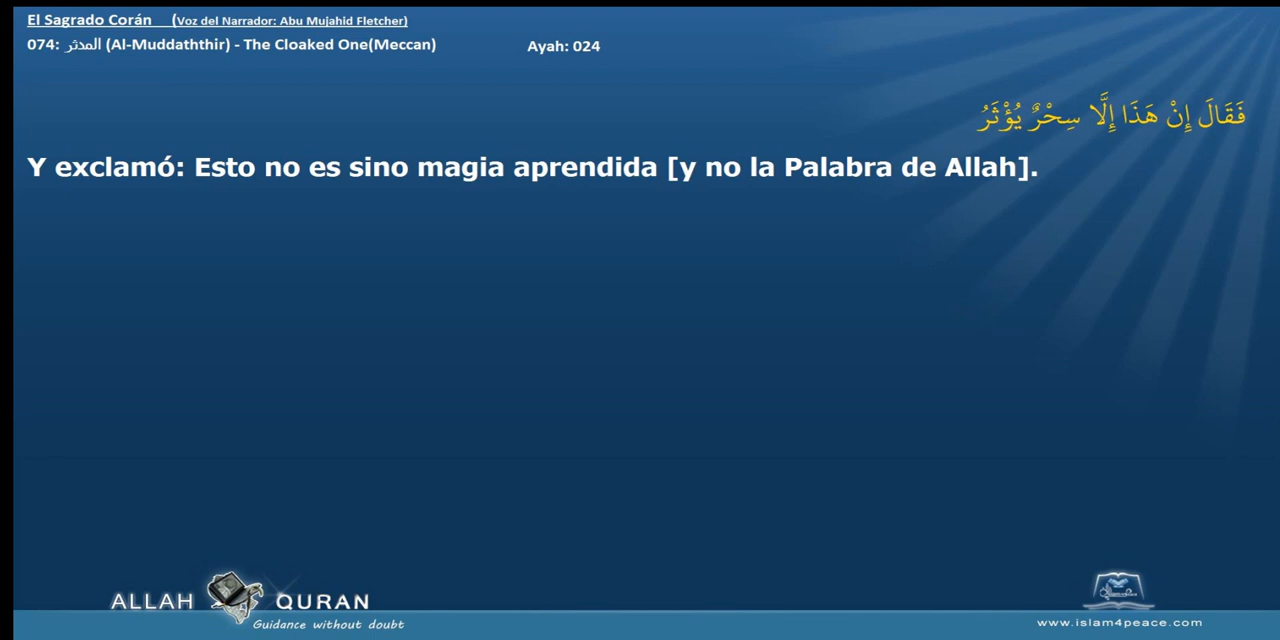 El Sagrado Corán (Voz del Narrador: Abu Mujahid Fletcher)
074: المدثر (Al-Muddaththir) - The Cloaked One(Meccan) Ayah: 024
فَقَالَ إِنْ هَذَا إِلَّا سِحْرٌ يُؤْثَرُ
Y exclamó: Esto no es sino magia aprendida [y no la Palabra de Allah].
ALLAH QURAN
Guidance without doubt
www.islam4peace.com